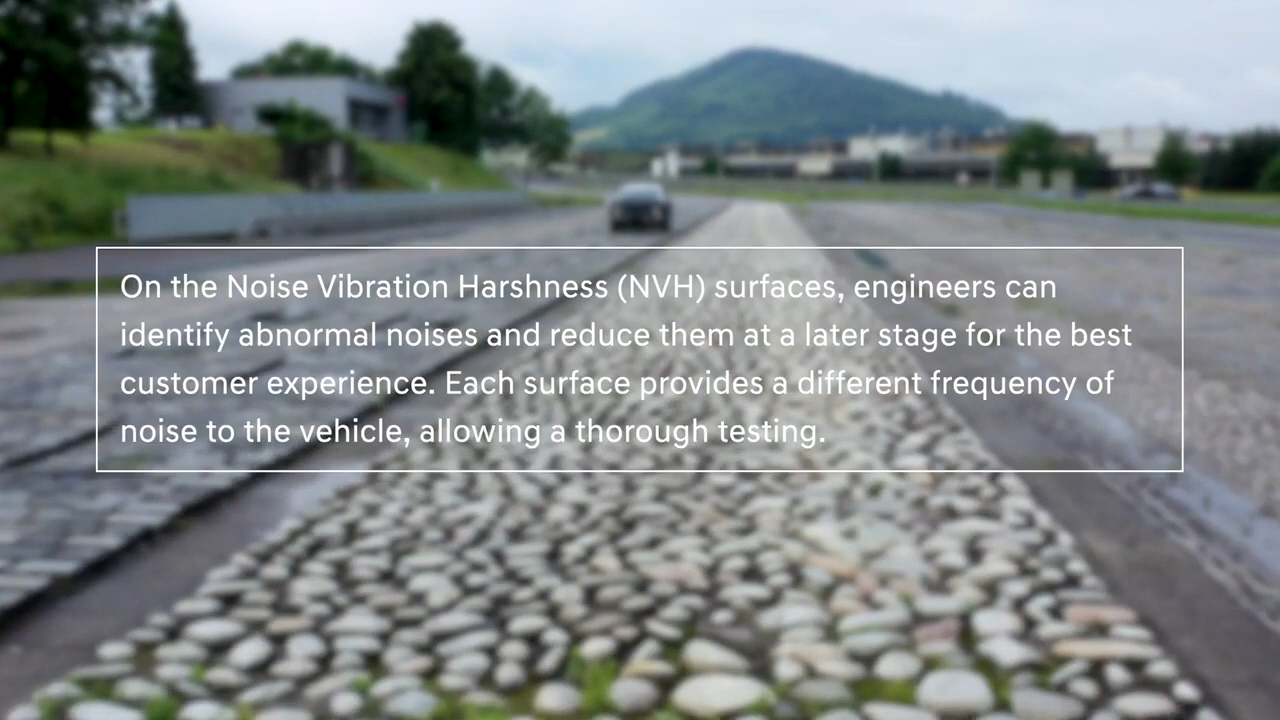 On the Noise Vibration Harshness (NVH) surfaces, engineers can
identify abnormal noises and reduce them at a later stage for the best
customer experience. Each surface provides a different frequency of
noise to the vehicle, allowing a thorough testing.